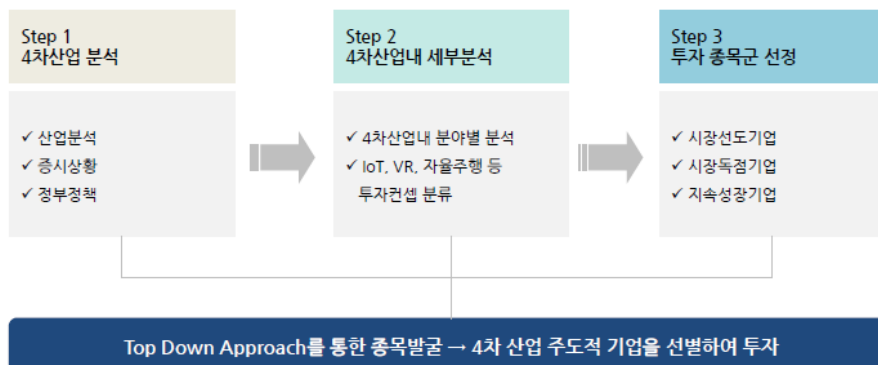 Step 1
4차산업 분석
✓ 산업분석
✓ 증시상황
✓ 정부정책
Step 2
4차산업내 세부분석
✓ 4차산업내 분야별 분석
✓ IoT, VR, 자율주행 등
투자컨셉 분류
Step 3
투자 종목군 선정
✓ 시장선도기업
✓ 시장독점기업
✓ 지속성장기업
Top Down Approach를 통한 종목발굴 → 4차 산업 주도적 기업을 선별하여 투자